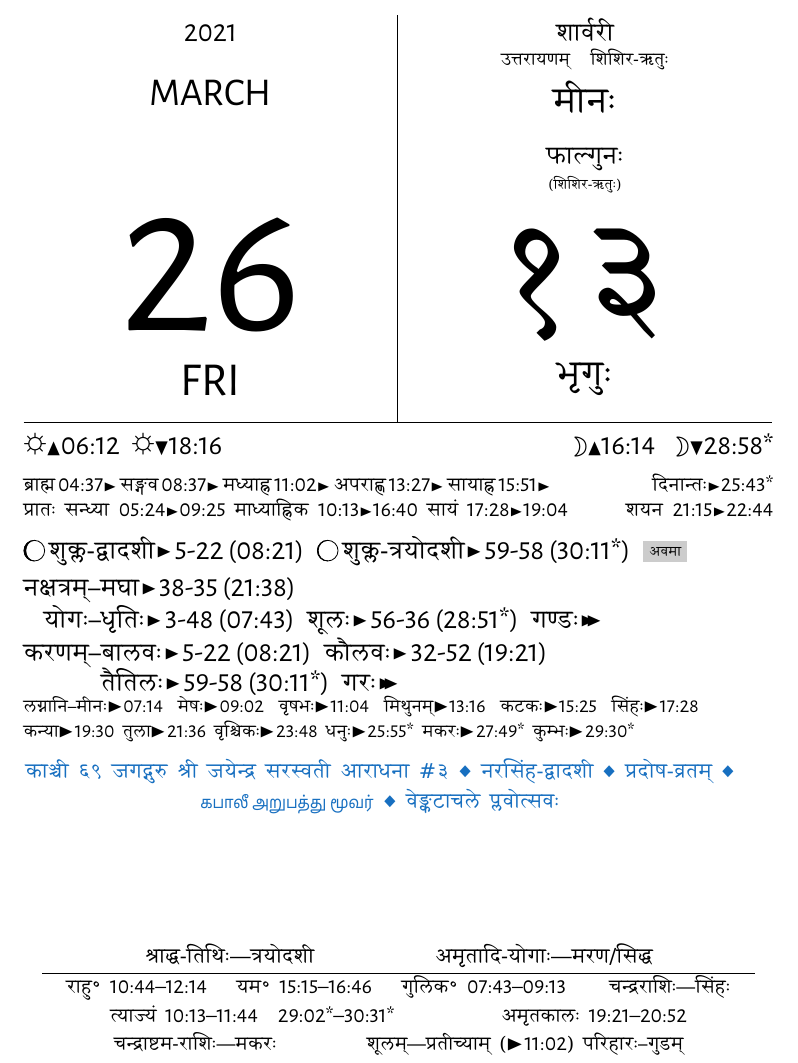 2021
MARCH
26
FRI
शार्वरी
उत्तरायणम् शिशिर-ऋतुः
मीनः
फाल्गुनः
(शिशिर-ऋतुः)
१३
भृगुः
☼▲06:12 ☼▼18:16 ☽▲16:14 ☽▼28:58*
ब्राह्म 04:37► सङ्गव 08:37► मध्याह्न 11:02► अपराह्ण 13:27► सायाह्न 15:51► दिनान्तः►25:43*
प्रातः सन्ध्या 05:24►09:25 माध्याह्निक 10:13►16:40 सायं 17:28►19:04 शयन 21:15►22:44
शुक्ल-द्वादशी►5-22 (08:21) शुक्ल-त्रयोदशी►59-58 (30:11*) अवमा
नक्षत्रम्–मघा►38-35 (21:38)
योगः–धृतिः►3-48 (07:43) शूलः►56-36 (28:51*) गण्डः►►
करणम्–बालवः►5-22 (08:21) कौलवः►32-52 (19:21)
तैतिलः►59-58 (30:11*) गरः►►
लग्नानि–मीनः►07:14 मेषः►09:02 वृषभः►11:04 मिथुनम्►13:16 कटकः►15:25 सिंहः►17:28
कन्या►19:30 तुला►21:36 वृश्चिकः►23:48 धनुः►25:55* मकरः►27:49* कुम्भः►29:30*
काञ्ची ६९ जगद्गुरु श्री जयेन्द्र सरस्वती आराधना #३ ◆ नरसिंह-द्वादशी ◆ प्रदोष-व्रतम् ◆
கபாலீ அறுபத்து மூவர் ◆ वेङ्कटाचले प्लवोत्सवः
श्राद्ध-तिथिः—त्रयोदशी अमृतादि-योगाः—मरण/सिद्ध
राहु° 10:44–12:14 यम° 15:15–16:46 गुलिक° 07:43–09:13 चन्द्रराशिः—सिंहः
त्याज्यं 10:13–11:44 29:02*–30:31* अमृतकालः 19:21–20:52
चन्द्राष्टम-राशिः—मकरः शूलम्—प्रतीच्याम् (►11:02) परिहारः–गुडम्